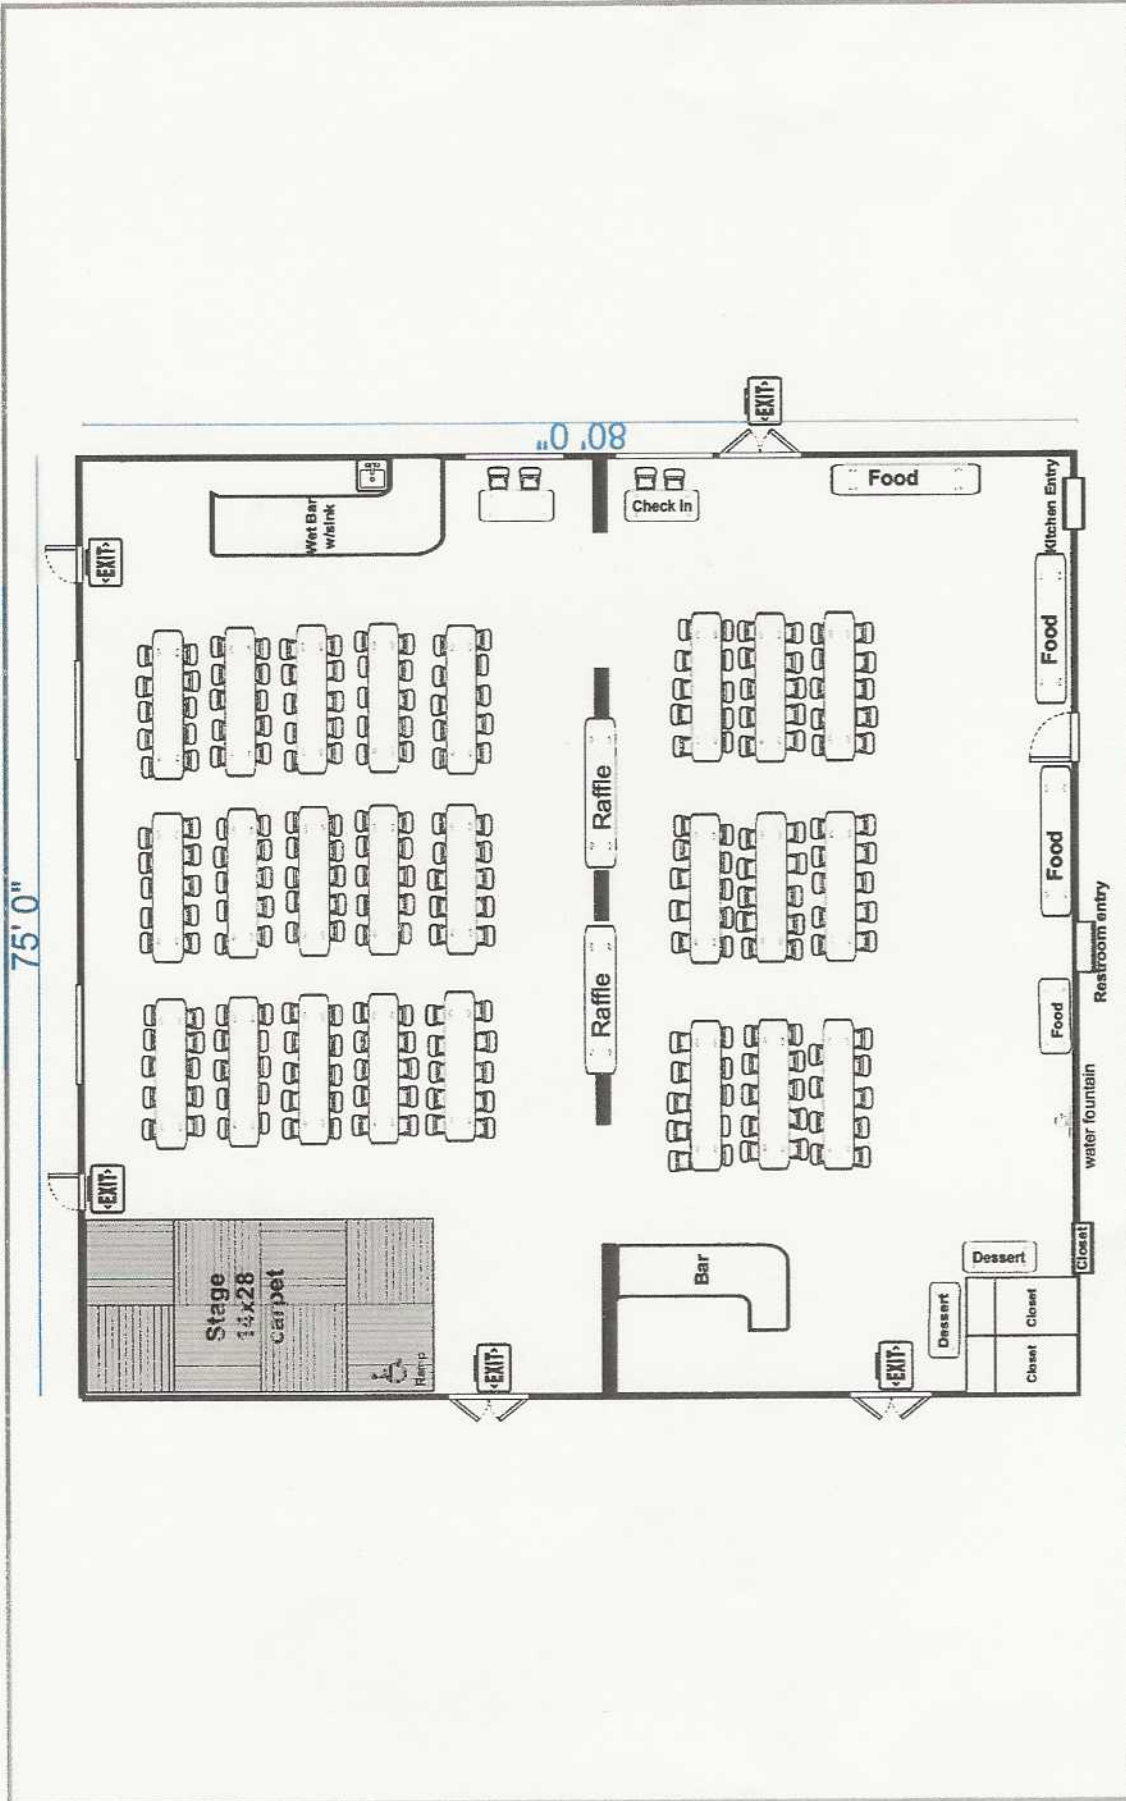 75' 0"
80' 0"
<EXIT>
<EXIT>
<EXIT>
<EXIT>
<EXIT>
Wet Bar
w/sink
Check In
Food
Kitchen Entry
Food
Food
Restroom entry
Food
water fountain
Raffle
Raffle
Stage
14x28
carpet
Ramp
Bar
Dessert
Dessert
Closet
Closet
Closet